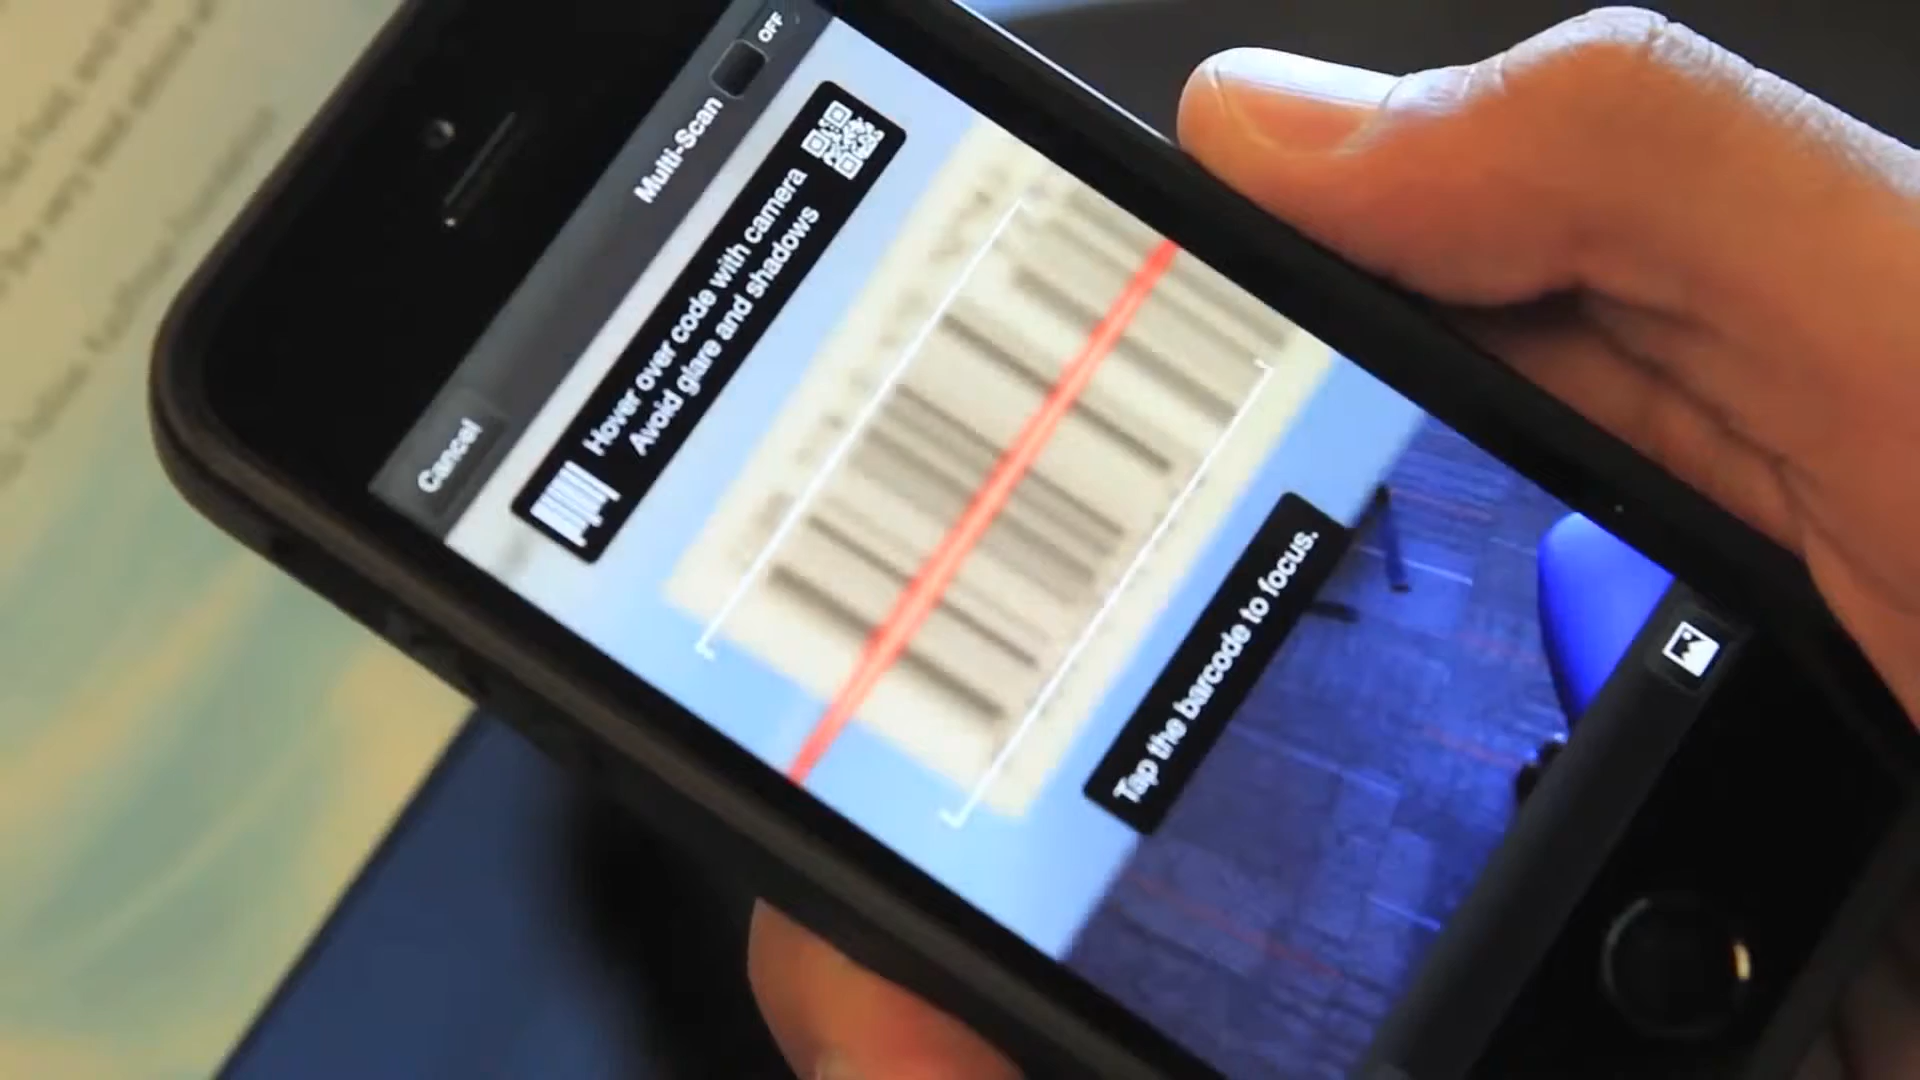 Cancel
Multi-Scan
OFF
Hover over code with camera
Avoid glare and shadows
Tap the barcode to focus.